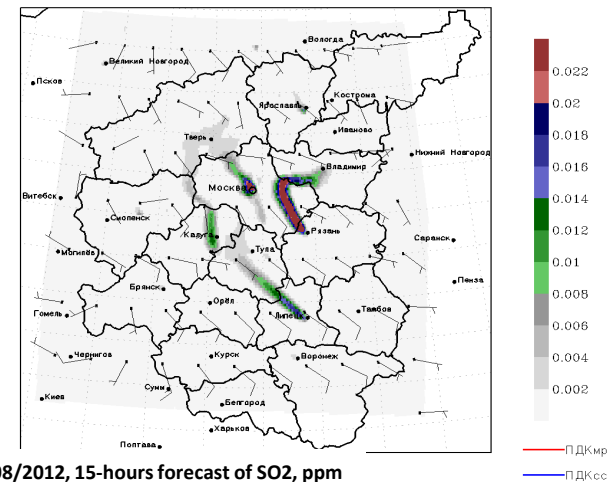 Вологда
Великий Новгород
Псков
Кострома
Ярославль
Иваново
Тверь
Нижний Новгород
Владимир
Москва
Витебск
Смоленск
Рязань
Калуга
Саранск
Тула
Могилёв
Пенза
Брянск
Орёл
Тамбов
Гомель
Липецк
Чернигов
Курск
Воронеж
Сумы
Киев
Белгород
Харьков
Полтава
0.022
0.02
0.018
0.016
0.014
0.012
0.01
0.008
0.006
0.004
0.002
ПДКмр
ПДКсс
08/2012, 15-hours forecast of SO2, ppm